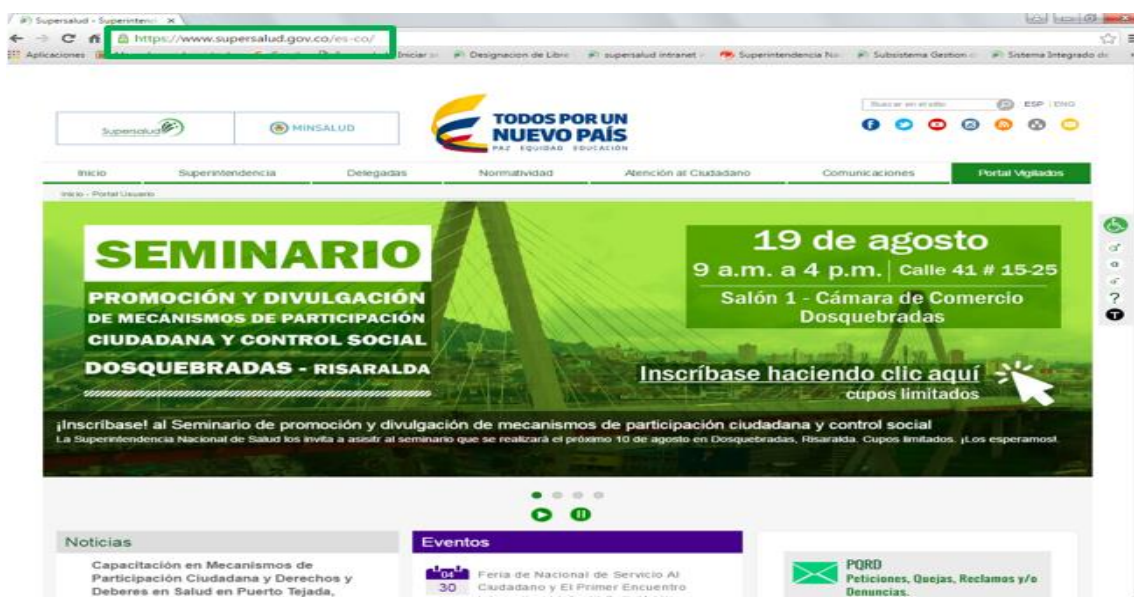 Supersalud - Superinten
https://www.supersalud.gov.co/es-co/
Aplicaciones
Iniciar
Designacion de Libre
supersalud intranet
Superintendencia Na
Subsistema Gestion
Sistema Integrado de
Supersalud
MINSALUD
TODOS POR UN
NUEVO PAÍS
PAZ EQUIDAD EDUCACIÓN
Buscar en el sitio
ESP | ENG
Inicio
Superintendencia
Delegadas
Normatividad
Atención al Ciudadano
Comunicaciones
Portal Vigilados
Inicio - Portal Usuario
SEMINARIO
PROMOCIÓN Y DIVULGACIÓN
DE MECANISMOS DE PARTICIPACIÓN
CIUDADANA Y CONTROL SOCIAL
DOSQUEBRADAS - RISARALDA
19 de agosto
9 a.m. a 4 p.m. | Calle 41 # 15-25
Salón 1 - Cámara de Comercio
Dosquebradas
Inscríbase haciendo clic aquí
cupos limitados
¡Inscríbase! al Seminario de promoción y divulgación de mecanismos de participación ciudadana y control social
La Superintendencia Nacional de Salud los invita a asistir al seminario que se realizará el próximo 10 de agosto en Dosquebradas, Risaralda. Cupos limitados. ¡Los esperamos!.
Noticias
Capacitación en Mecanismos de
Participación Ciudadana y Derechos y
Deberes en Salud en Puerto Tejada,
Eventos
04
30
Feria de Nacional de Servicio Al
Ciudadano y El Primer Encuentro
PQRD
Peticiones, Quejas, Reclamos y/o
Denuncias.